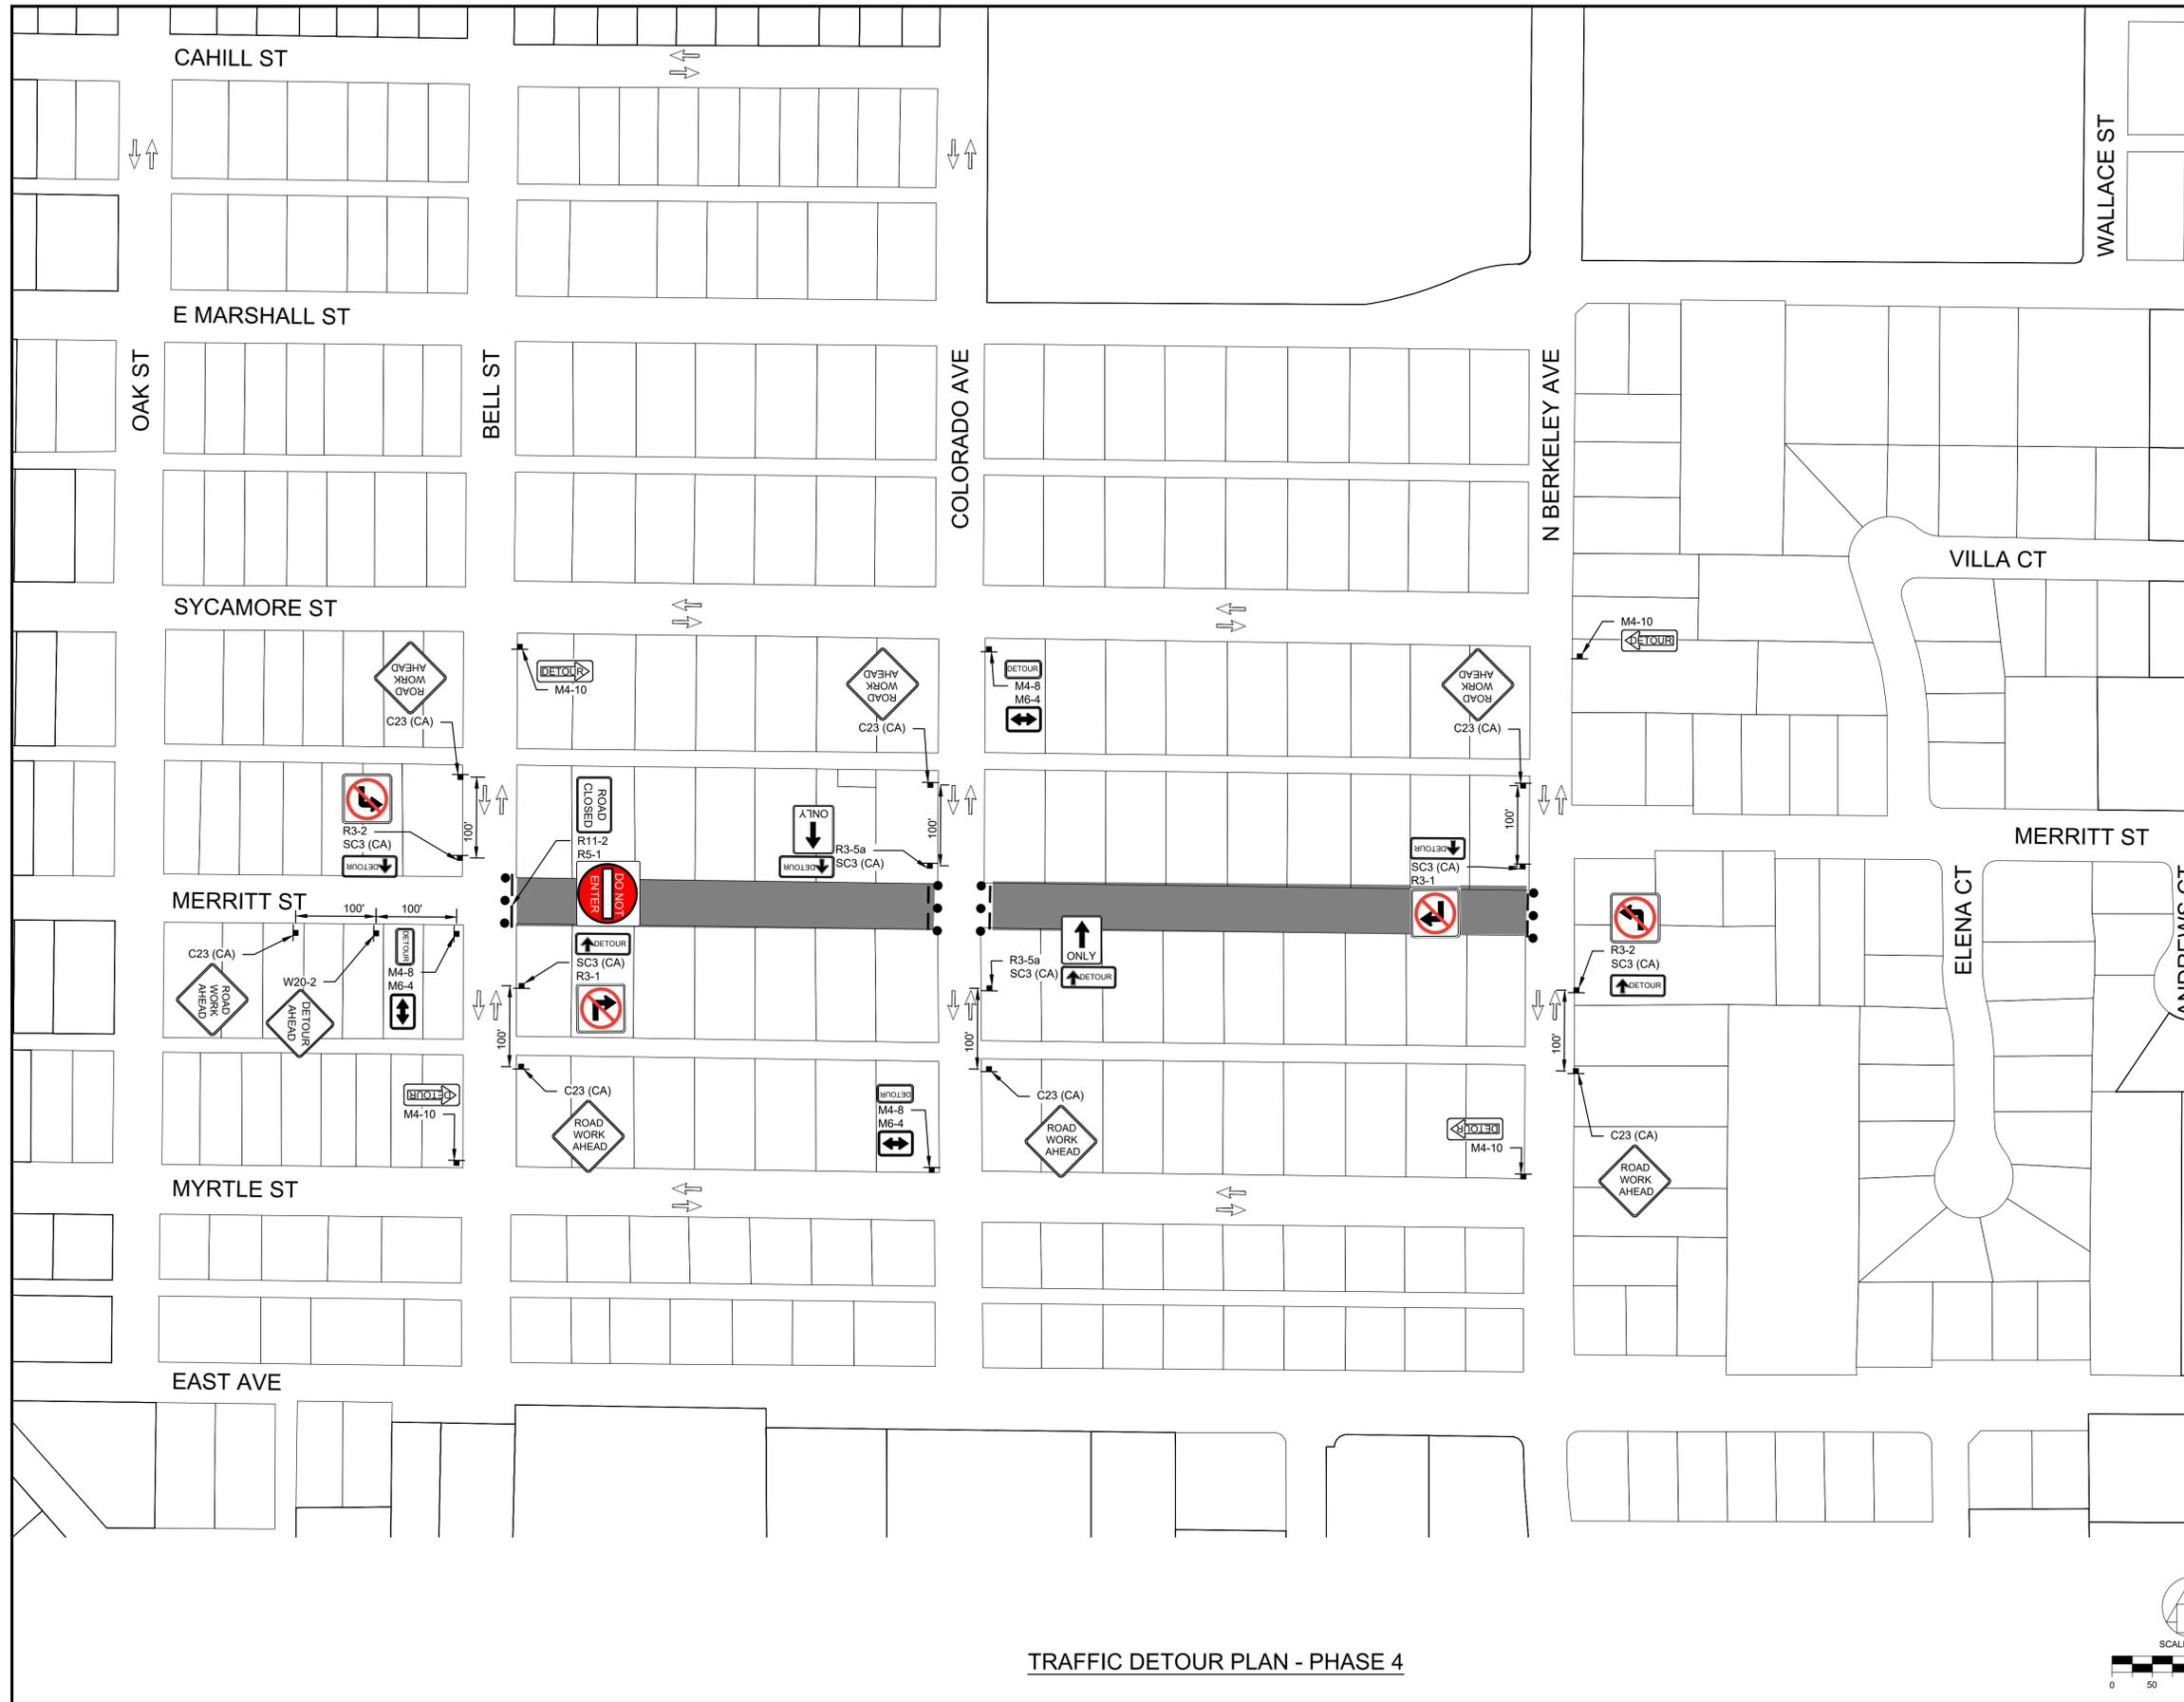 CAHILL ST
WALLACE ST
E MARSHALL ST
OAK ST
BELL ST
COLORADO AVE
N BERKELEY AVE
VILLA CT
SYCAMORE ST
M4-10
DETOUR
ROAD
WORK
AHEAD
C23 (CA)
DETOUR
M4-10
ROAD
WORK
AHEAD
C23 (CA)
DETOUR
M4-8
M6-4
ROAD
WORK
AHEAD
C23 (CA)
R3-2
SC3 (CA)
DETOUR
100'
ROAD
CLOSED
R11-2
R5-1
DO NOT
ENTER
ONLY
DETOUR
R3-5a
SC3 (CA)
100'
DETOUR
SC3 (CA)
R3-1
100'
MERRITT ST
MERRITT ST
100'
100'
C23 (CA)
ROAD
WORK
AHEAD
W20-2
DETOUR
AHEAD
DETOUR
M4-8
M6-4
DETOUR
SC3 (CA)
R3-1
100'
R3-5a
SC3 (CA)
ONLY
DETOUR
100'
R3-2
SC3 (CA)
DETOUR
100'
ELENA CT
ANDREWS CT
DETOUR
M4-10
C23 (CA)
ROAD
WORK
AHEAD
DETOUR
M4-8
M6-4
C23 (CA)
ROAD
WORK
AHEAD
DETOUR
M4-10
C23 (CA)
ROAD
WORK
AHEAD
MYRTLE ST
EAST AVE
TRAFFIC DETOUR PLAN - PHASE 4
0 50